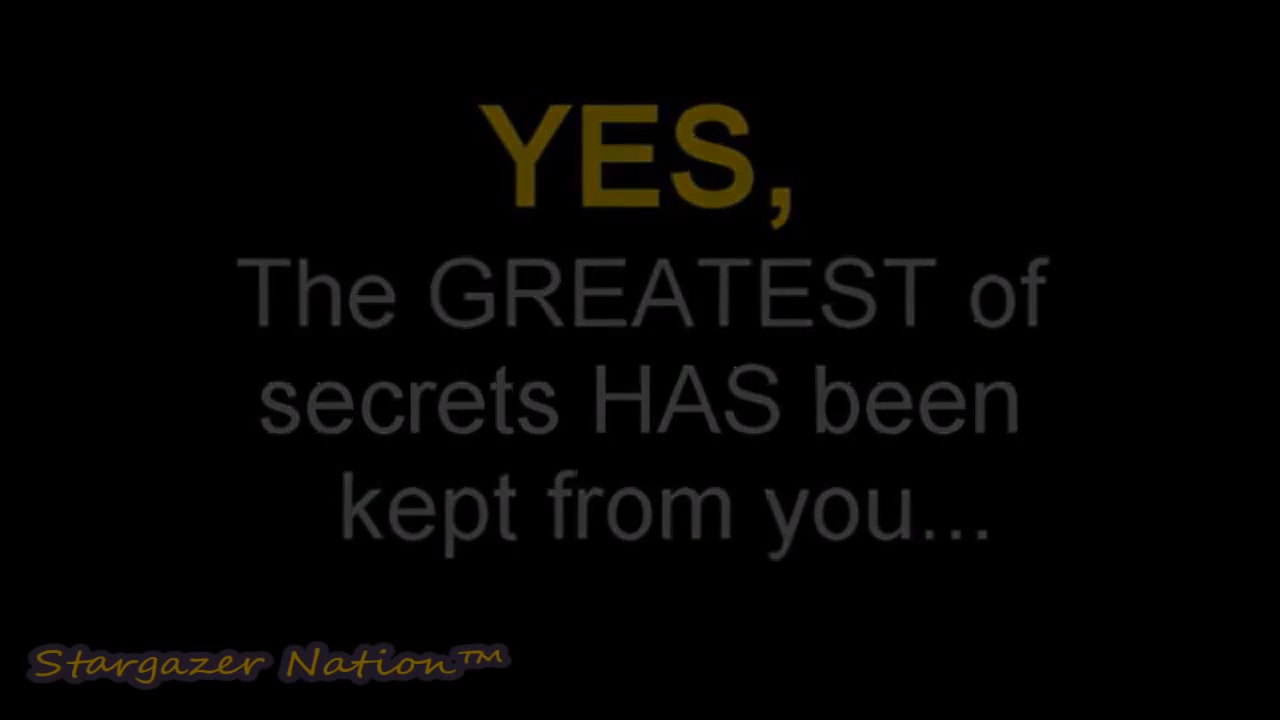 YES,
The GREATEST of
secrets HAS been
kept from you...
Stargazer Nation™